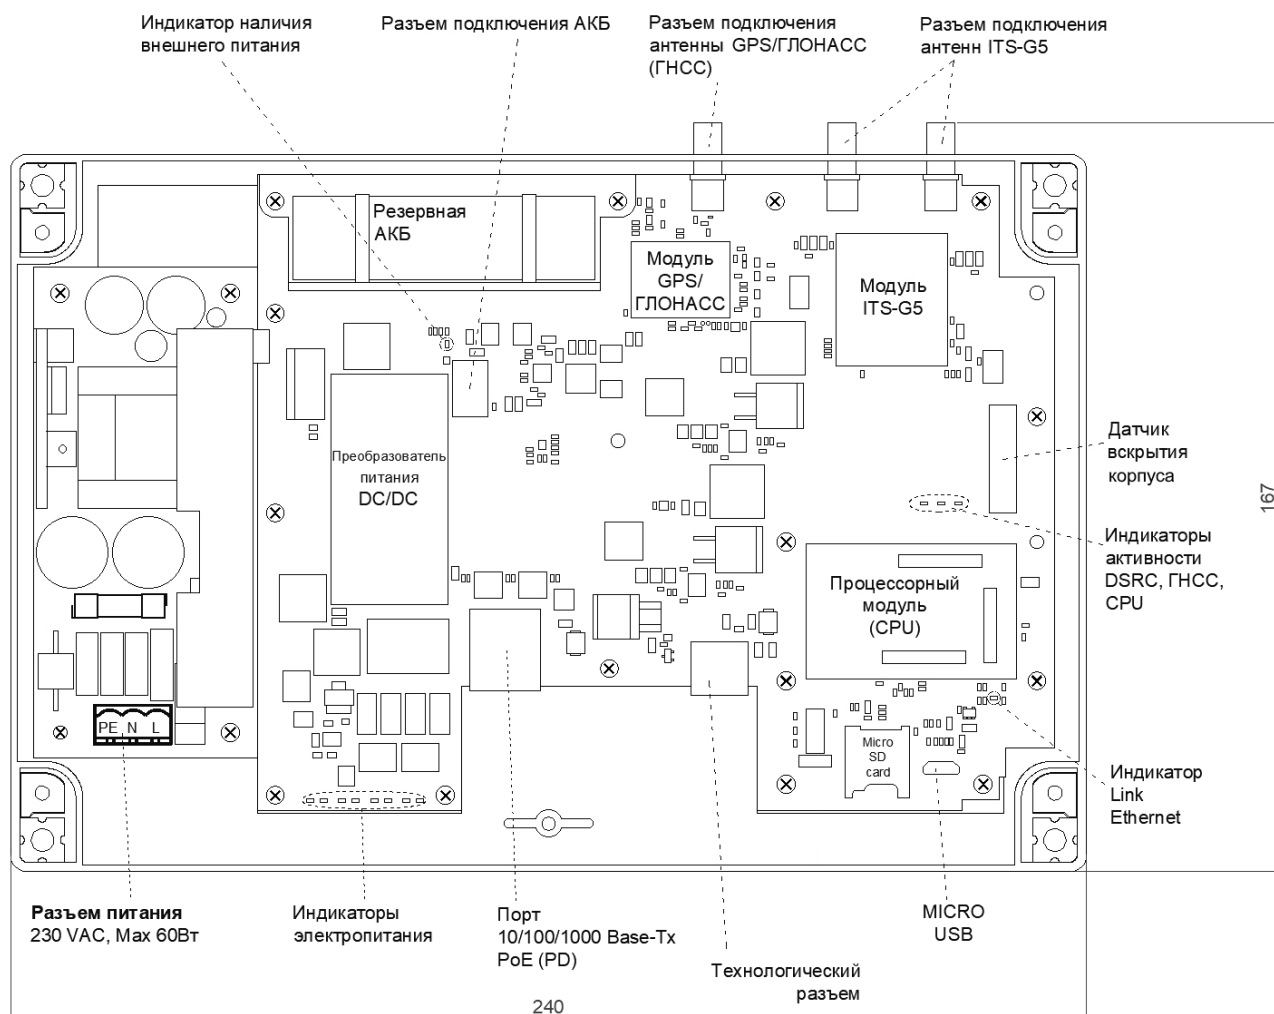 Индикатор наличия
внешнего питания
Разъем подключения АКБ
Разъем подключения
антенны GPS/ГЛОНАСС
(ГНСС)
Разъем подключения
антенн ITS-G5
Резервная
АКБ
Модуль
GPS/
ГЛОНАСС
Модуль
ITS-G5
Преобразователь
питания
DC/DC
Датчик
вскрытия
корпуса
167
Индикаторы
активности
DSRC, ГНСС,
CPU
Процессорный
модуль
(CPU)
PE N L
Micro
SD
card
Индикатор
Link
Ethernet
Разъем питания
230 VAC, Max 60Вт
Индикаторы
электропитания
Порт
10/100/1000 Base-Tx
PoE (PD)
Технологический
разъем
MICRO
USB
240